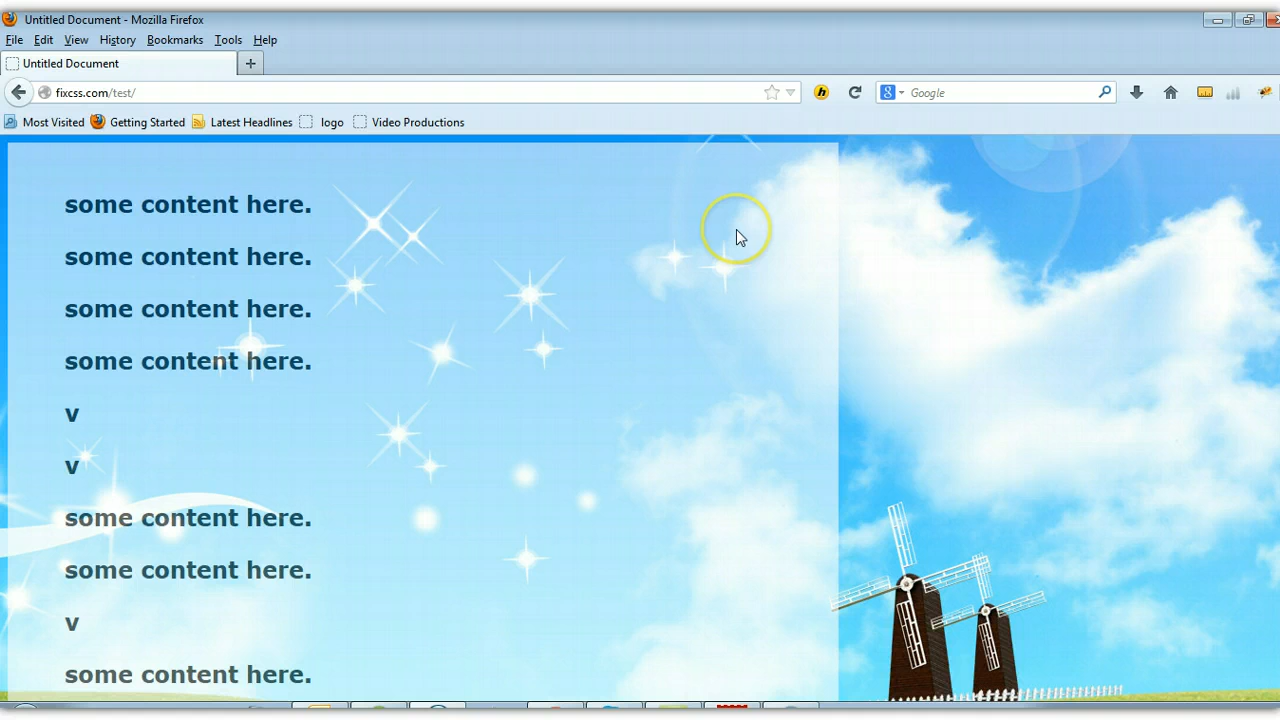 Untitled Document - Mozilla Firefox
File Edit View History Bookmarks Tools Help
Untitled Document
fixcss.com/test/
Google
Most Visited Getting Started Latest Headlines logo Video Productions
some content here.
some content here.
some content here.
some content here.
v
v
some content here.
some content here.
v
some content here.